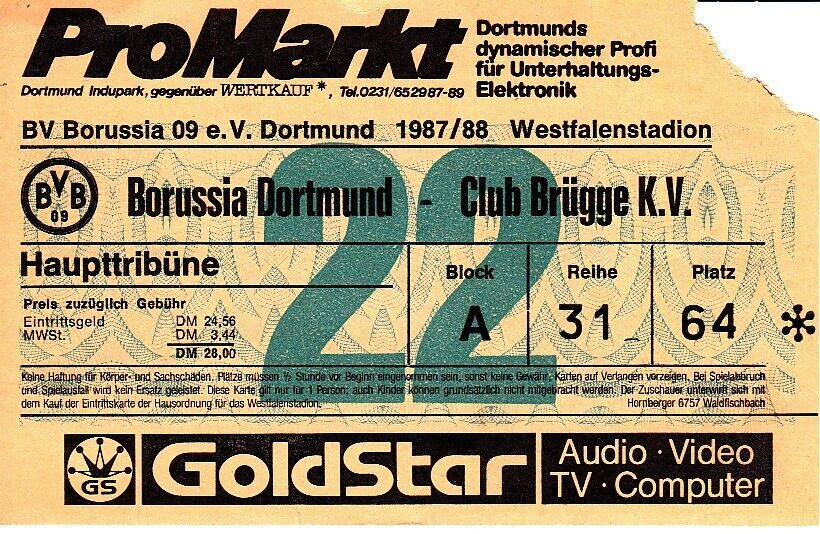 ProMarkt
Dortmunds
dynamischer Profi
für Unterhaltungs-
Elektronik
Dortmund Indupark, gegenüber WERTKAUF*, Tel.0231/652987-89
BV Borussia 09 e.V. Dortmund 1987/88 Westfalenstadion
22
BVB
09
Borussia Dortmund - Club Brügge K.V.
Haupttribüne
Block
Reihe
Platz
A
31
64 *
Preis zuzüglich Gebühr
Eintrittsgeld DM 24,56
MWSt. DM 3,44
DM 28,00
Keine Haftung für Körper- und Sachschäden. Plätze müssen ½ Stunde vor Beginn eingenommen sein, sonst keine Gewähr. Karten auf Verlangen vorzeigen. Bei Spielabbruch
und Spielausfall wird kein Ersatz geleistet. Diese Karte gilt nur für 1 Person; auch Kinder können grundsätzlich nicht mitgebracht werden. Der Zuschauer unterwirft sich mit
dem Kauf der Eintrittskarte der Hausordnung für das Westfalenstadion.
Hornberger 6757 Waldfischbach
GS
GoldStar
Audio · Video
TV · Computer